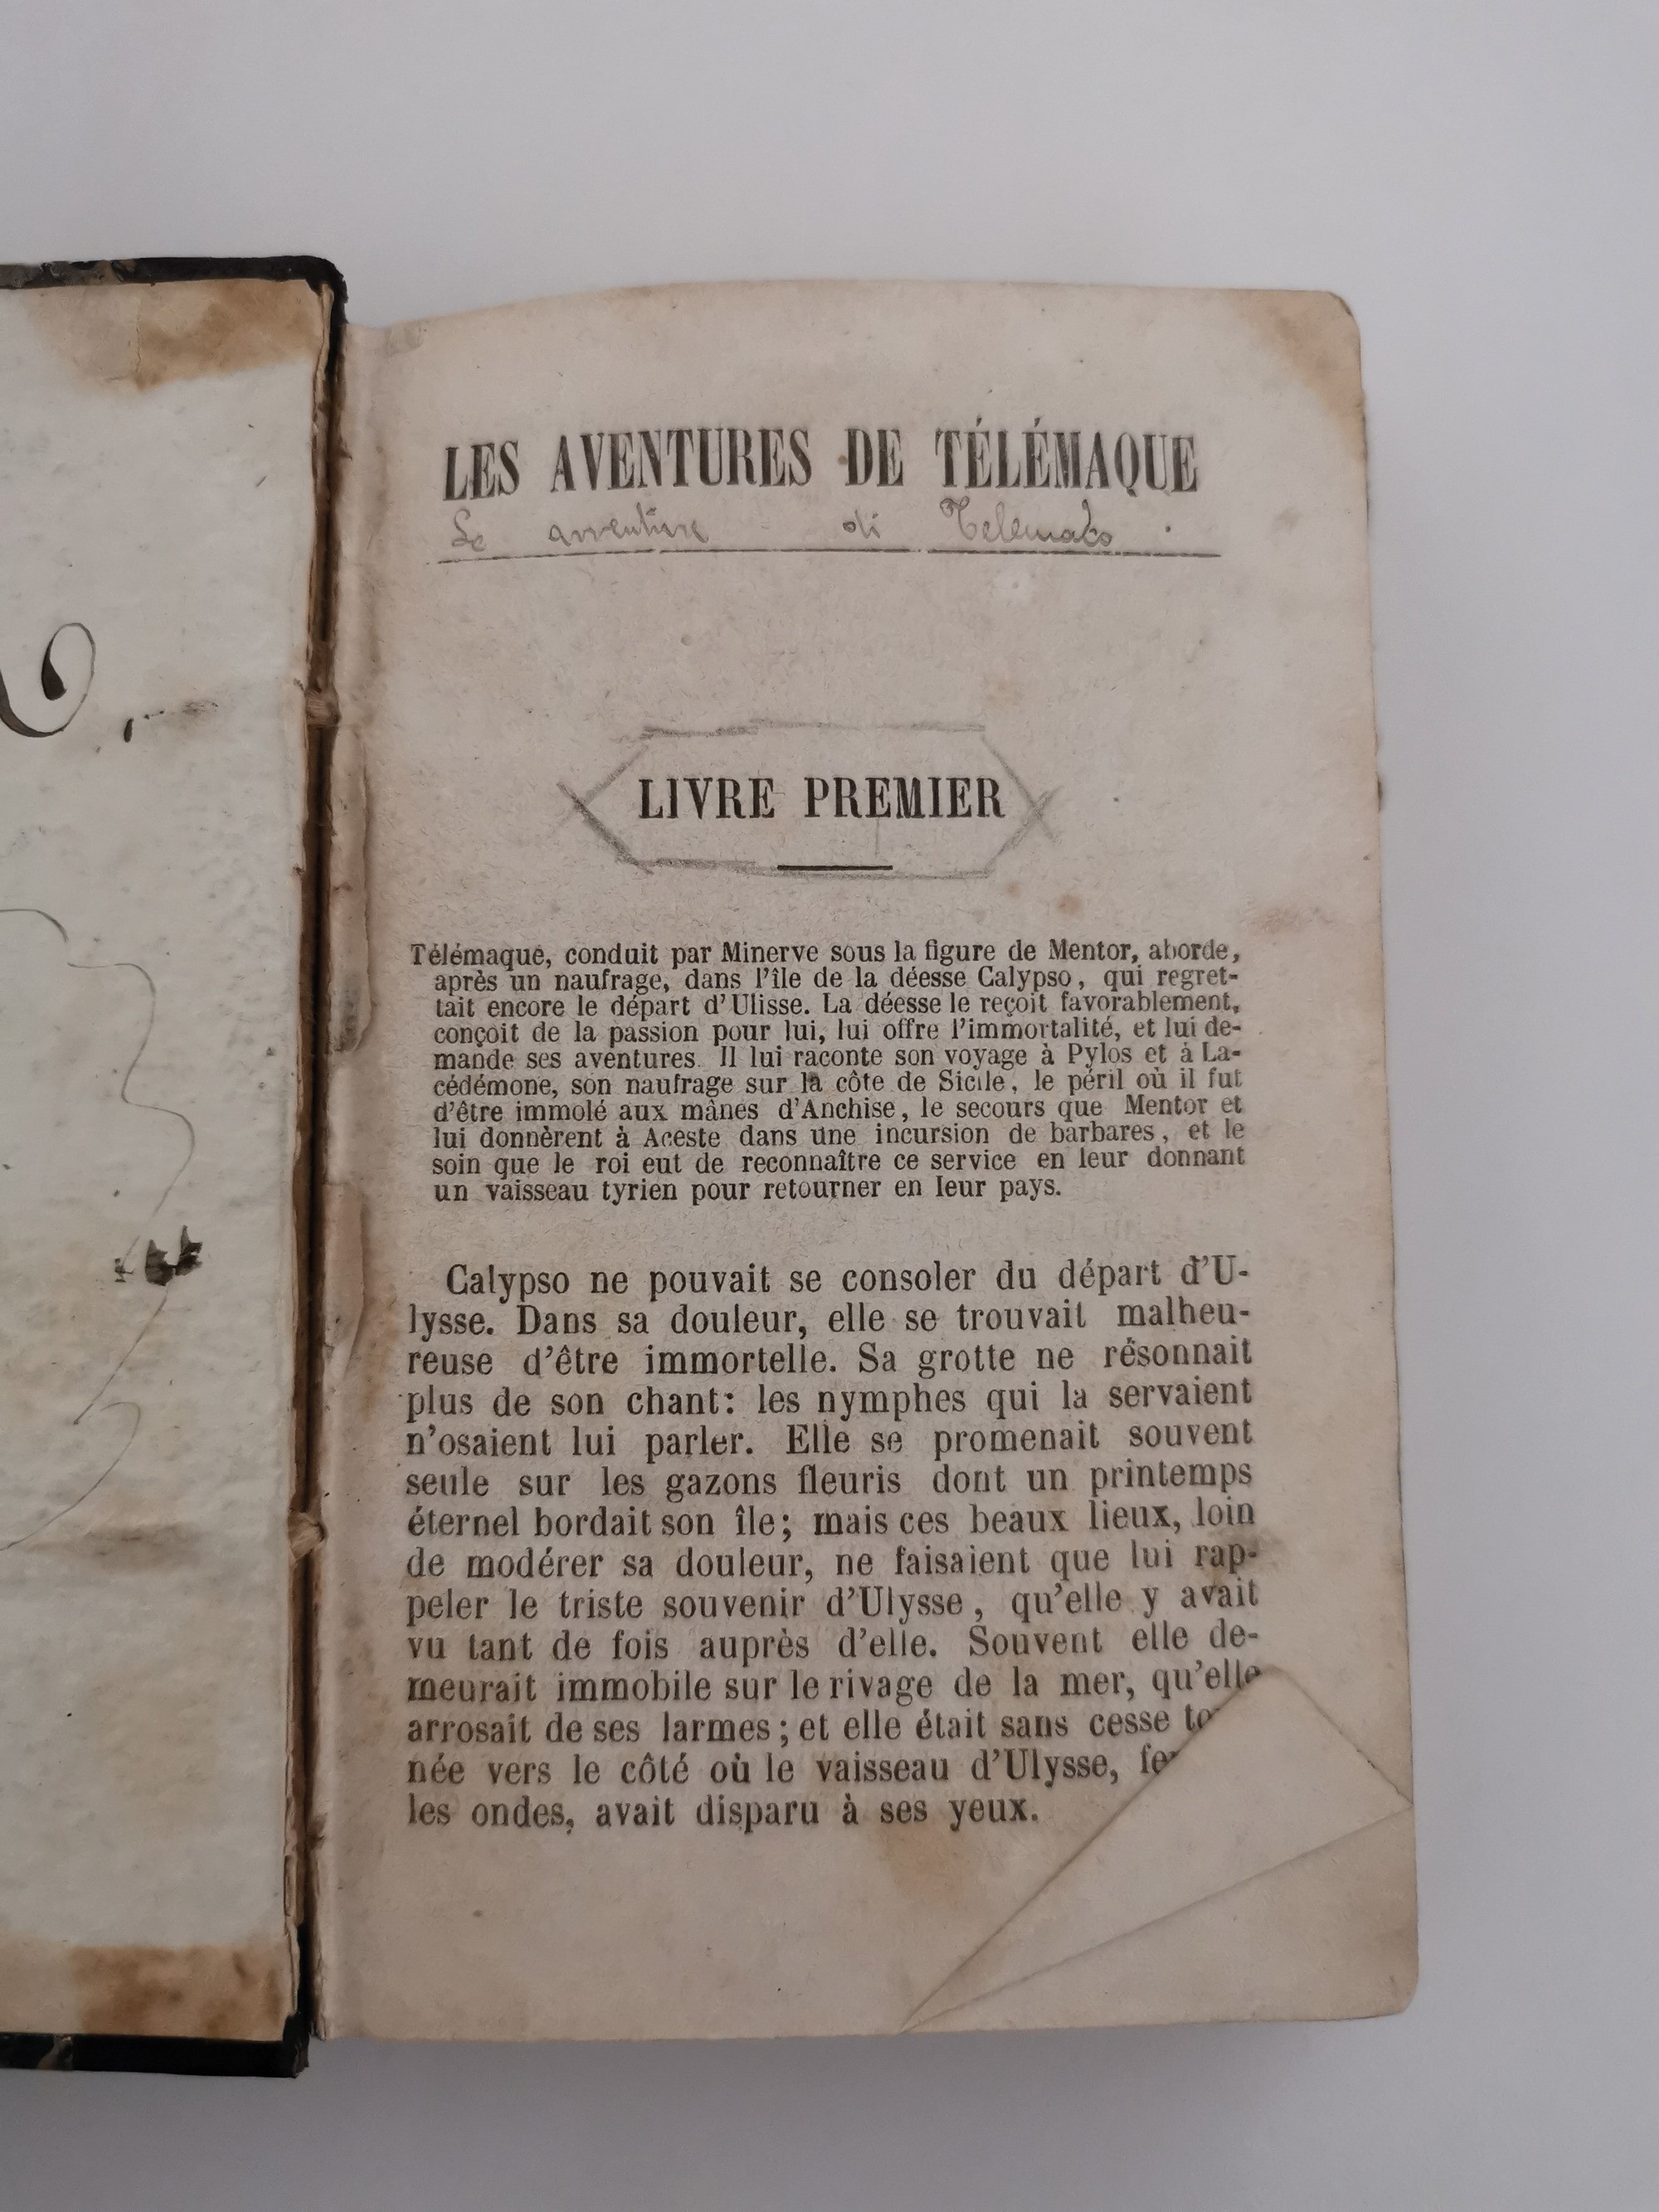 LES AVENTURES DE TÉLÉMAQUE
Le avventure di Telemaco
LIVRE PREMIER
Télémaque, conduit par Minerve sous la figure de Mentor, aborde,
après un naufrage, dans l'île de la déesse Calypso, qui regret-
tait encore le départ d'Ulisse. La déesse le reçoit favorablement,
conçoit de la passion pour lui, lui offre l'immortalité, et lui de-
mande ses aventures. Il lui raconte son voyage à Pylos et à La-
cédémone, son naufrage sur la côte de Sicile, le péril où il fut
d'être immolé aux mânes d'Anchise, le secours que Mentor et
lui donnèrent à Aceste dans une incursion de barbares, et le
soin que le roi eut de reconnaître ce service en leur donnant
un vaisseau tyrien pour retourner en leur pays.
Calypso ne pouvait se consoler du départ d'U-
lysse. Dans sa douleur, elle se trouvait malheu-
reuse d'être immortelle. Sa grotte ne résonnait
plus de son chant: les nymphes qui la servaient
n'osaient lui parler. Elle se promenait souvent
seule sur les gazons fleuris dont un printemps
éternel bordait son île; mais ces beaux lieux, loin
de modérer sa douleur, ne faisaient que lui rap-
peler le triste souvenir d'Ulysse, qu'elle y avait
vu tant de fois auprès d'elle. Souvent elle de-
meurait immobile sur le rivage de la mer, qu'elle
arrosait de ses larmes; et elle était sans cesse
née vers le côté où le vaisseau d'Ulysse,
les ondes, avait disparu à ses yeux.